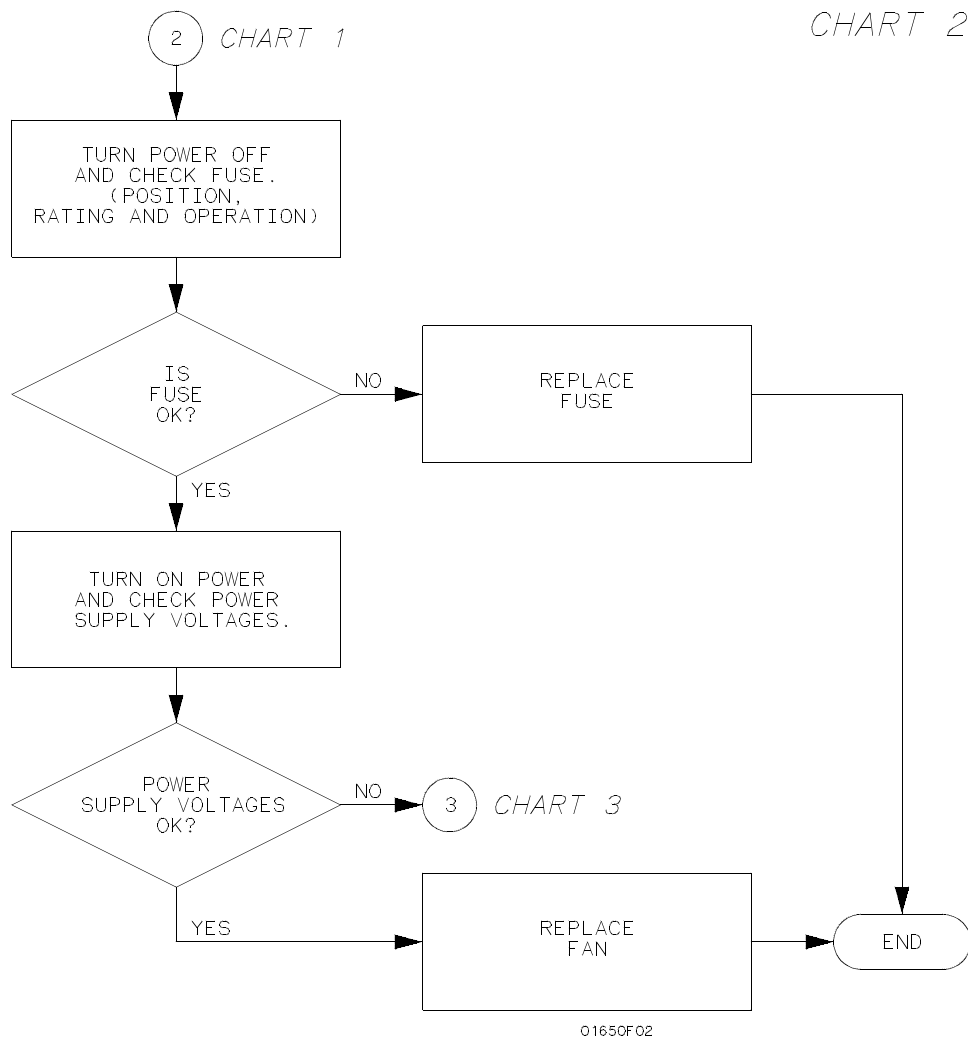 2 CHART 1
CHART 2
TURN POWER OFF
AND CHECK FUSE.
(POSITION,
RATING AND OPERATION)
IS
FUSE
OK?
NO
REPLACE
FUSE
YES
TURN ON POWER
AND CHECK POWER
SUPPLY VOLTAGES.
POWER
SUPPLY VOLTAGES
OK?
NO
3 CHART 3
YES
REPLACE
FAN
END
01650F02